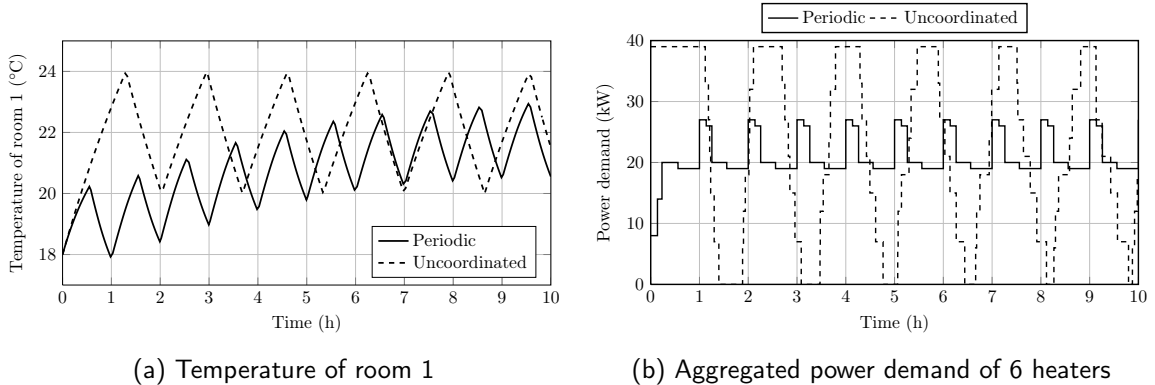 Temperature of room 1 (°C)
24
22
20
18
Periodic
Uncoordinated
0 1 2 3 4 5 6 7 8 9 10
Time (h)
(a) Temperature of room 1
Periodic Uncoordinated
Power demand (kW)
40
30
20
10
0
0 1 2 3 4 5 6 7 8 9 10
Time (h)
(b) Aggregated power demand of 6 heaters